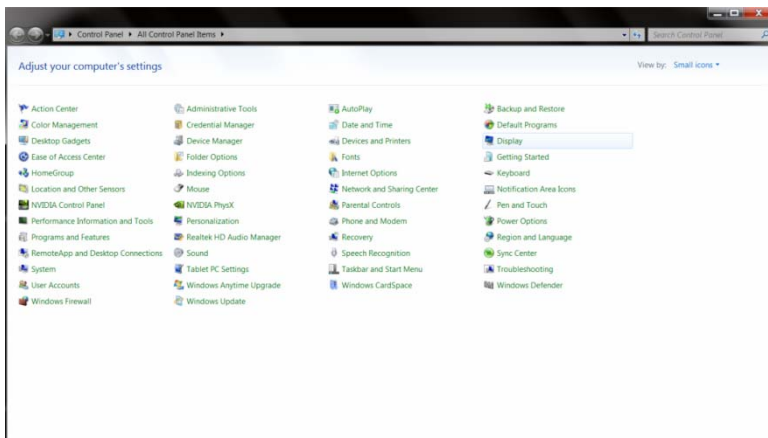 Control Panel ▸ All Control Panel Items ▸ Search Control Panel
Adjust your computer's settings View by: Small icons
Action Center Administrative Tools AutoPlay Backup and Restore
Color Management Credential Manager Date and Time Default Programs
Desktop Gadgets Device Manager Devices and Printers Display
Ease of Access Center Folder Options Fonts Getting Started
HomeGroup Indexing Options Internet Options Keyboard
Location and Other Sensors Mouse Network and Sharing Center Notification Area Icons
NVIDIA Control Panel NVIDIA PhysX Parental Controls Pen and Touch
Performance Information and Tools Personalization Phone and Modem Power Options
Programs and Features Realtek HD Audio Manager Recovery Region and Language
RemoteApp and Desktop Connections Sound Speech Recognition Sync Center
System Tablet PC Settings Taskbar and Start Menu Troubleshooting
User Accounts Windows Anytime Upgrade Windows CardSpace Windows Defender
Windows Firewall Windows Update